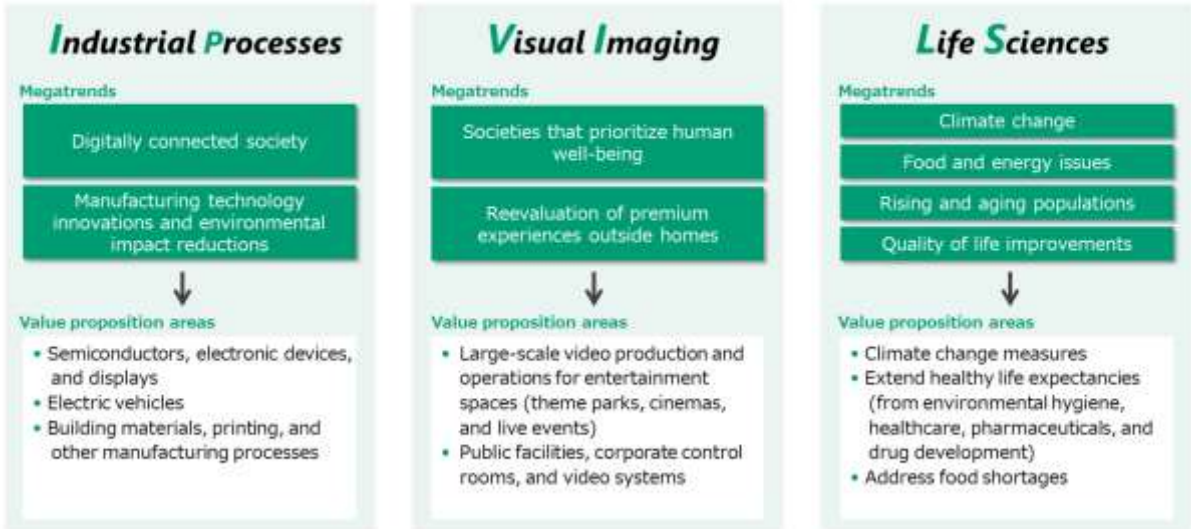 Industrial Processes
Megatrends
Digitally connected society
Manufacturing technology
innovations and environmental
impact reductions
Value proposition areas
• Semiconductors, electronic devices,
and displays
• Electric vehicles
• Building materials, printing, and
other manufacturing processes
Visual Imaging
Megatrends
Societies that prioritize human
well-being
Reevaluation of premium
experiences outside homes
Value proposition areas
• Large-scale video production and
operations for entertainment
spaces (theme parks, cinemas,
and live events)
• Public facilities, corporate control
rooms, and video systems
Life Sciences
Megatrends
Climate change
Food and energy issues
Rising and aging populations
Quality of life improvements
Value proposition areas
• Climate change measures
• Extend healthy life expectancies
(from environmental hygiene,
healthcare, pharmaceuticals, and
drug development)
• Address food shortages